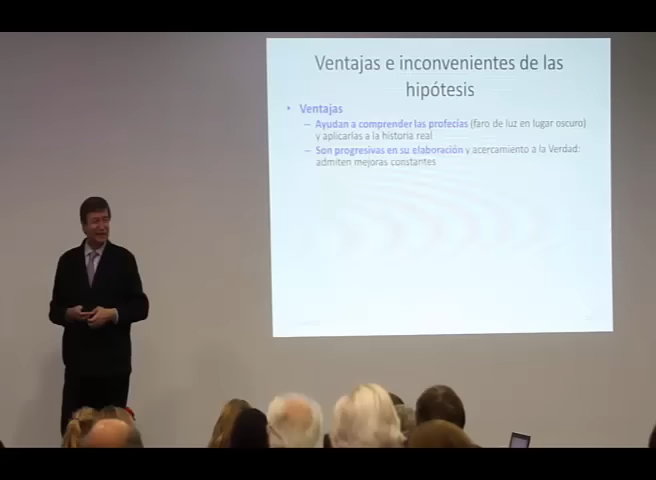 Ventajas e inconvenientes de las
hipótesis
• Ventajas
– Ayudan a comprender las profecías (faro de luz en lugar oscuro)
y aplicarlas a la historia real
– Son progresivas en su elaboración y acercamiento a la Verdad:
admiten mejoras constantes